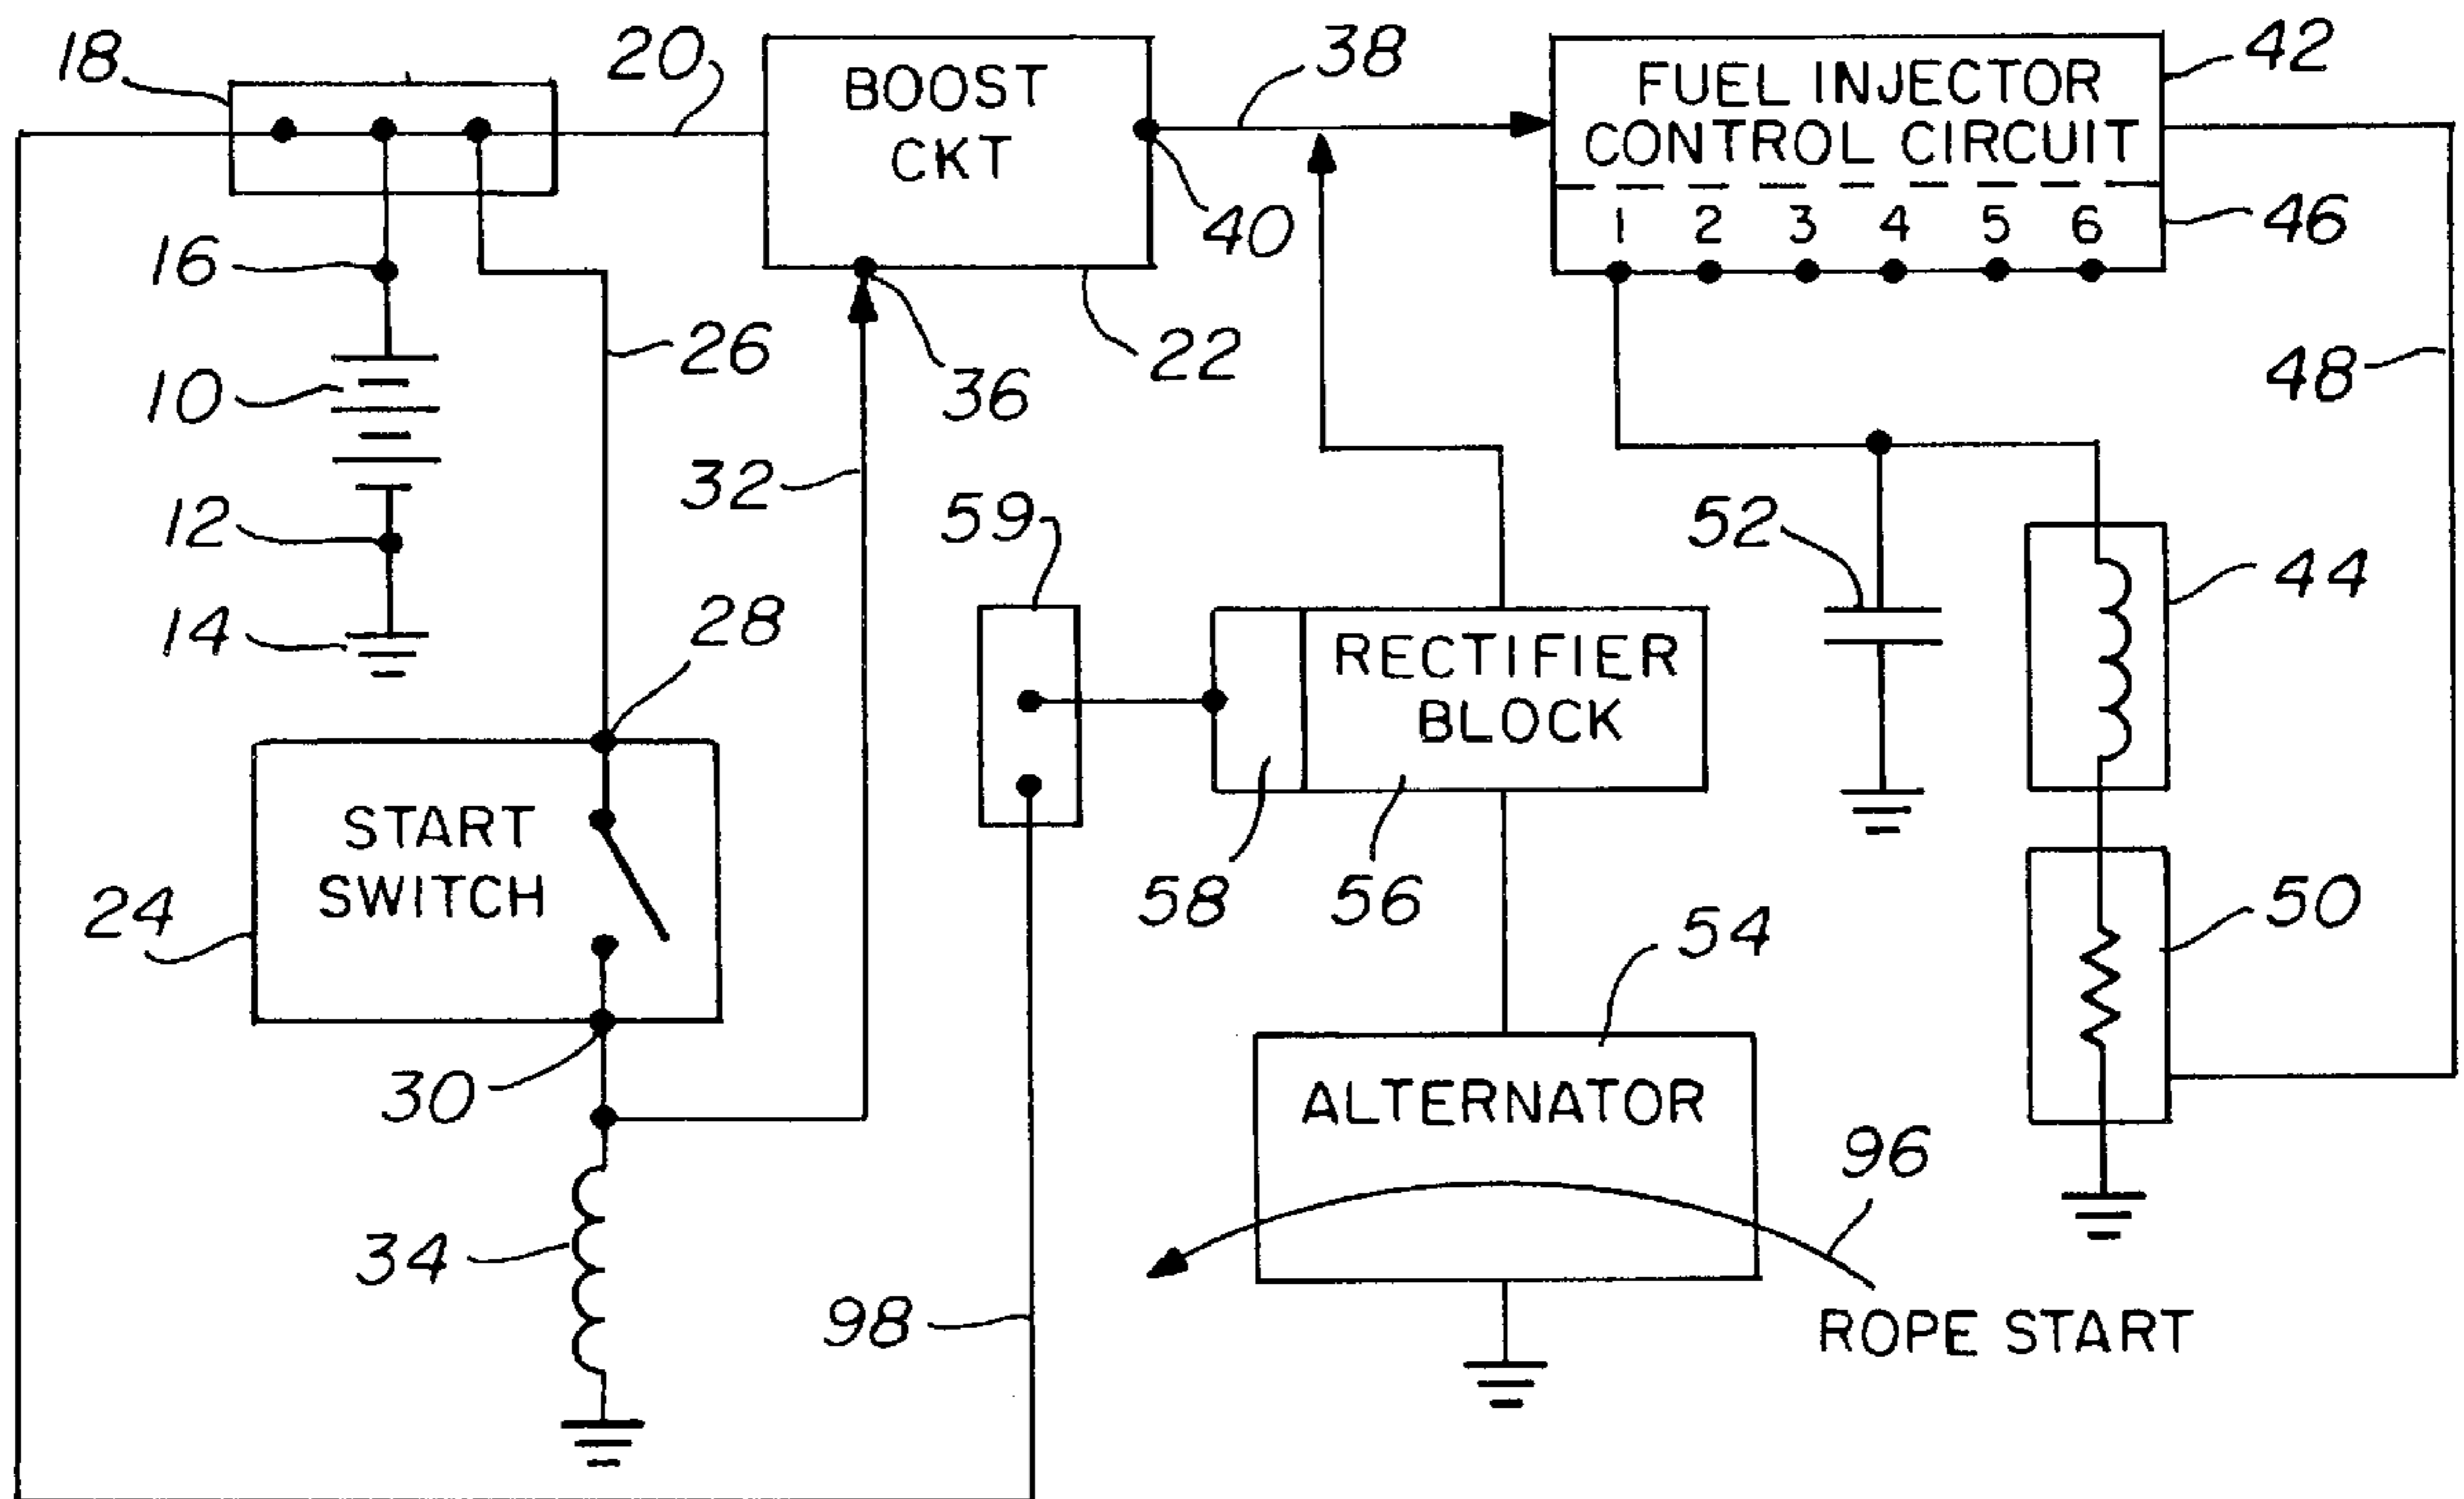 18
20
BOOST
CKT
38
FUEL INJECTOR
CONTROL CIRCUIT
42
1 2 3 4 5 6
46
40
16
26
22
36
48
10
32
59
52
12
14
28
44
RECTIFIER
BLOCK
START
SWITCH
24
58
56
54
50
30
ALTERNATOR
96
34
98
ROPE START